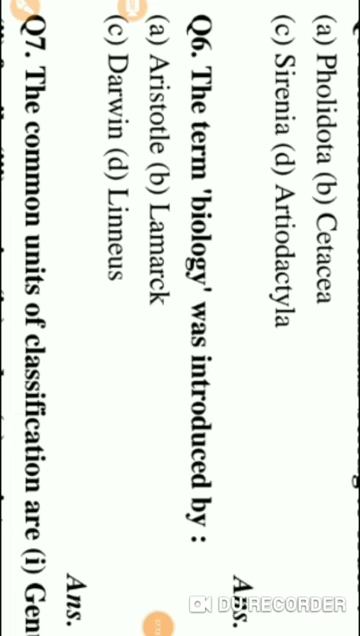 (a) Pholidota (b) Cetacea
(c) Sirenia (d) Artiodactyla
Ans.
Q6. The term 'biology' was introduced by :
(a) Aristotle (b) Lamarck
(c) Darwin (d) Linneus
Ans.
Q7. The common units of classification are (i) Gen
DU RECORDER